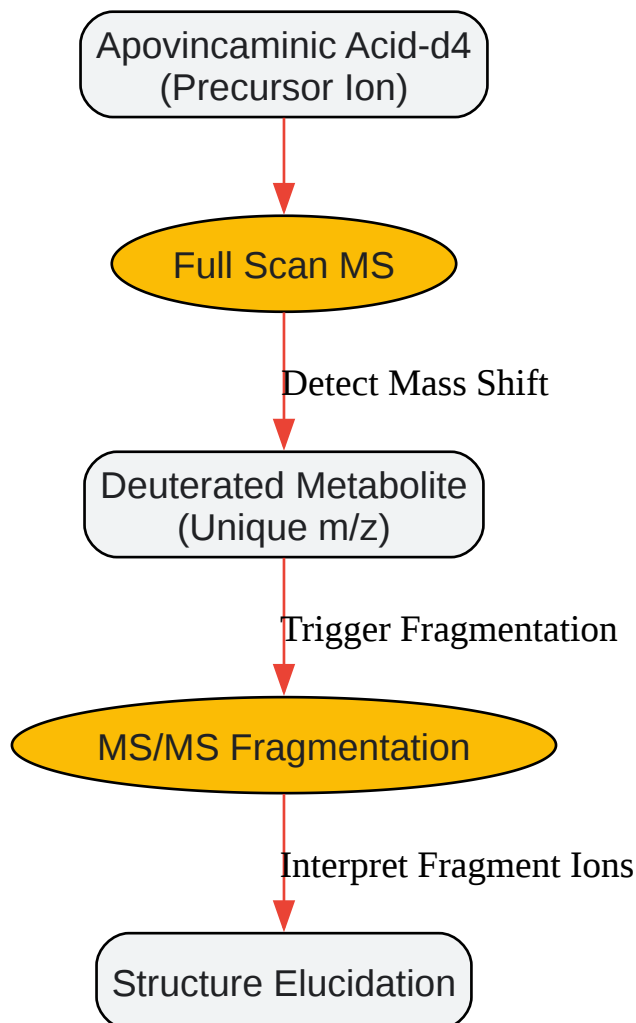 Apovincaminic Acid-d4
(Precursor Ion)
Full Scan MS
Detect Mass Shift
Deuterated Metabolite
(Unique m/z)
Trigger Fragmentation
MS/MS Fragmentation
Interpret Fragment Ions
Structure Elucidation